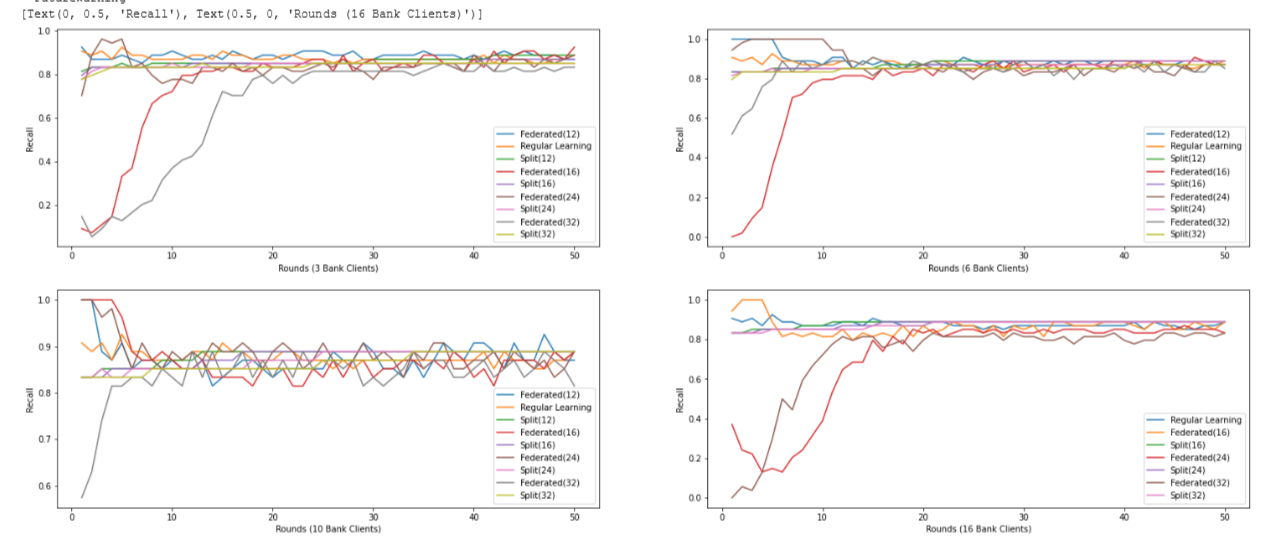 FutureWarning
[Text(0, 0.5, 'Recall'), Text(0.5, 0, 'Rounds (16 Bank Clients)')]
1.0
0.8
0.6
0.4
0.2
Recall
0 10 20 30 40 50
Rounds (3 Bank Clients)
Federated(12)
Regular Learning
Split(12)
Federated(16)
Split(16)
Federated(24)
Split(24)
Federated(32)
Split(32)
1.0
0.8
0.6
0.4
0.2
0.0
Recall
0 10 20 30 40 50
Rounds (6 Bank Clients)
Federated(12)
Regular Learning
Split(12)
Federated(16)
Split(16)
Federated(24)
Split(24)
Federated(32)
Split(32)
1.0
0.9
0.8
0.7
0.6
Recall
0 10 20 30 40 50
Rounds (10 Bank Clients)
Federated(12)
Regular Learning
Split(12)
Federated(16)
Split(16)
Federated(24)
Split(24)
Federated(32)
Split(32)
1.0
0.8
0.6
0.4
0.2
0.0
Recall
0 10 20 30 40 50
Rounds (16 Bank Clients)
Regular Learning
Federated(16)
Split(16)
Federated(24)
Split(24)
Federated(32)
Split(32)